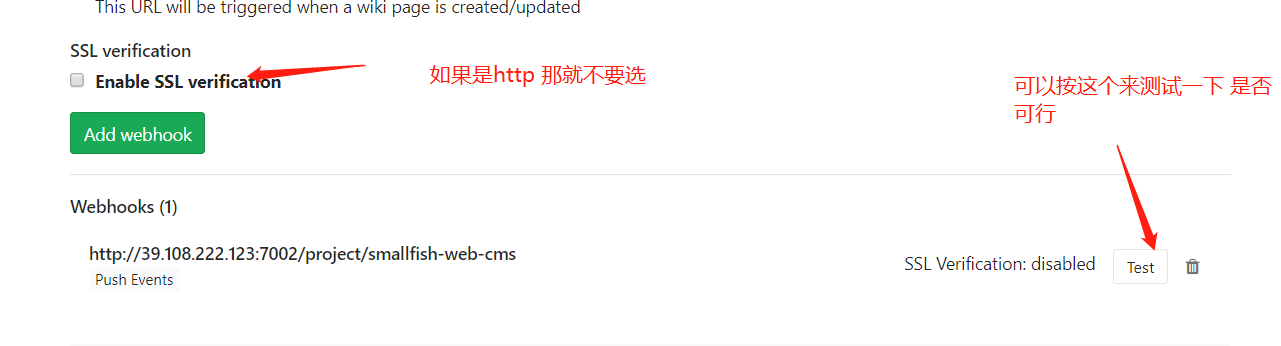 This URL will be triggered when a wiki page is created/updated
SSL verification
Enable SSL verification
如果是http 那就不要选
可以按这个来测试一下 是否
可行
Add webhook
Webhooks (1)
http://39.108.222.123:7002/project/smallfish-web-cms
Push Events
SSL Verification: disabled
Test